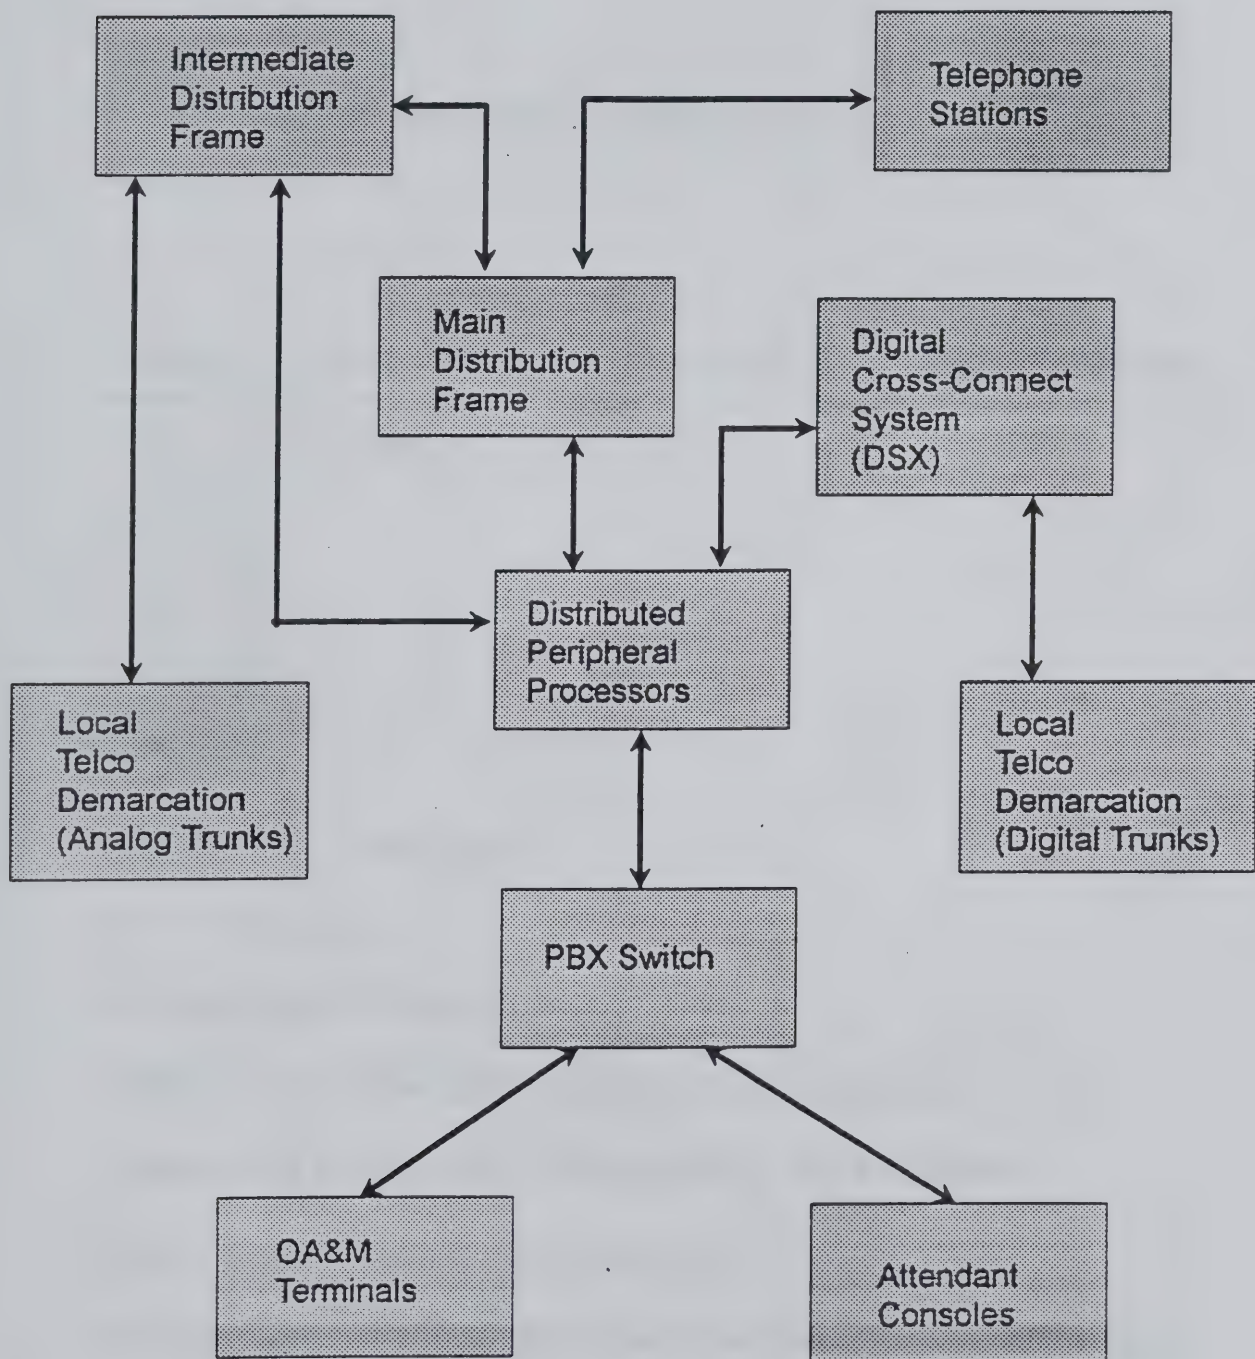 Intermediate
Distribution
Frame
Telephone
Stations
Main
Distribution
Frame
Digital
Cross-Connect
System
(DSX)
Distributed
Peripheral
Processors
Local
Telco
Demarcation
(Analog Trunks)
Local
Telco
Demarcation
(Digital Trunks)
PBX Switch
OA&M
Terminals
Attendant
Consoles